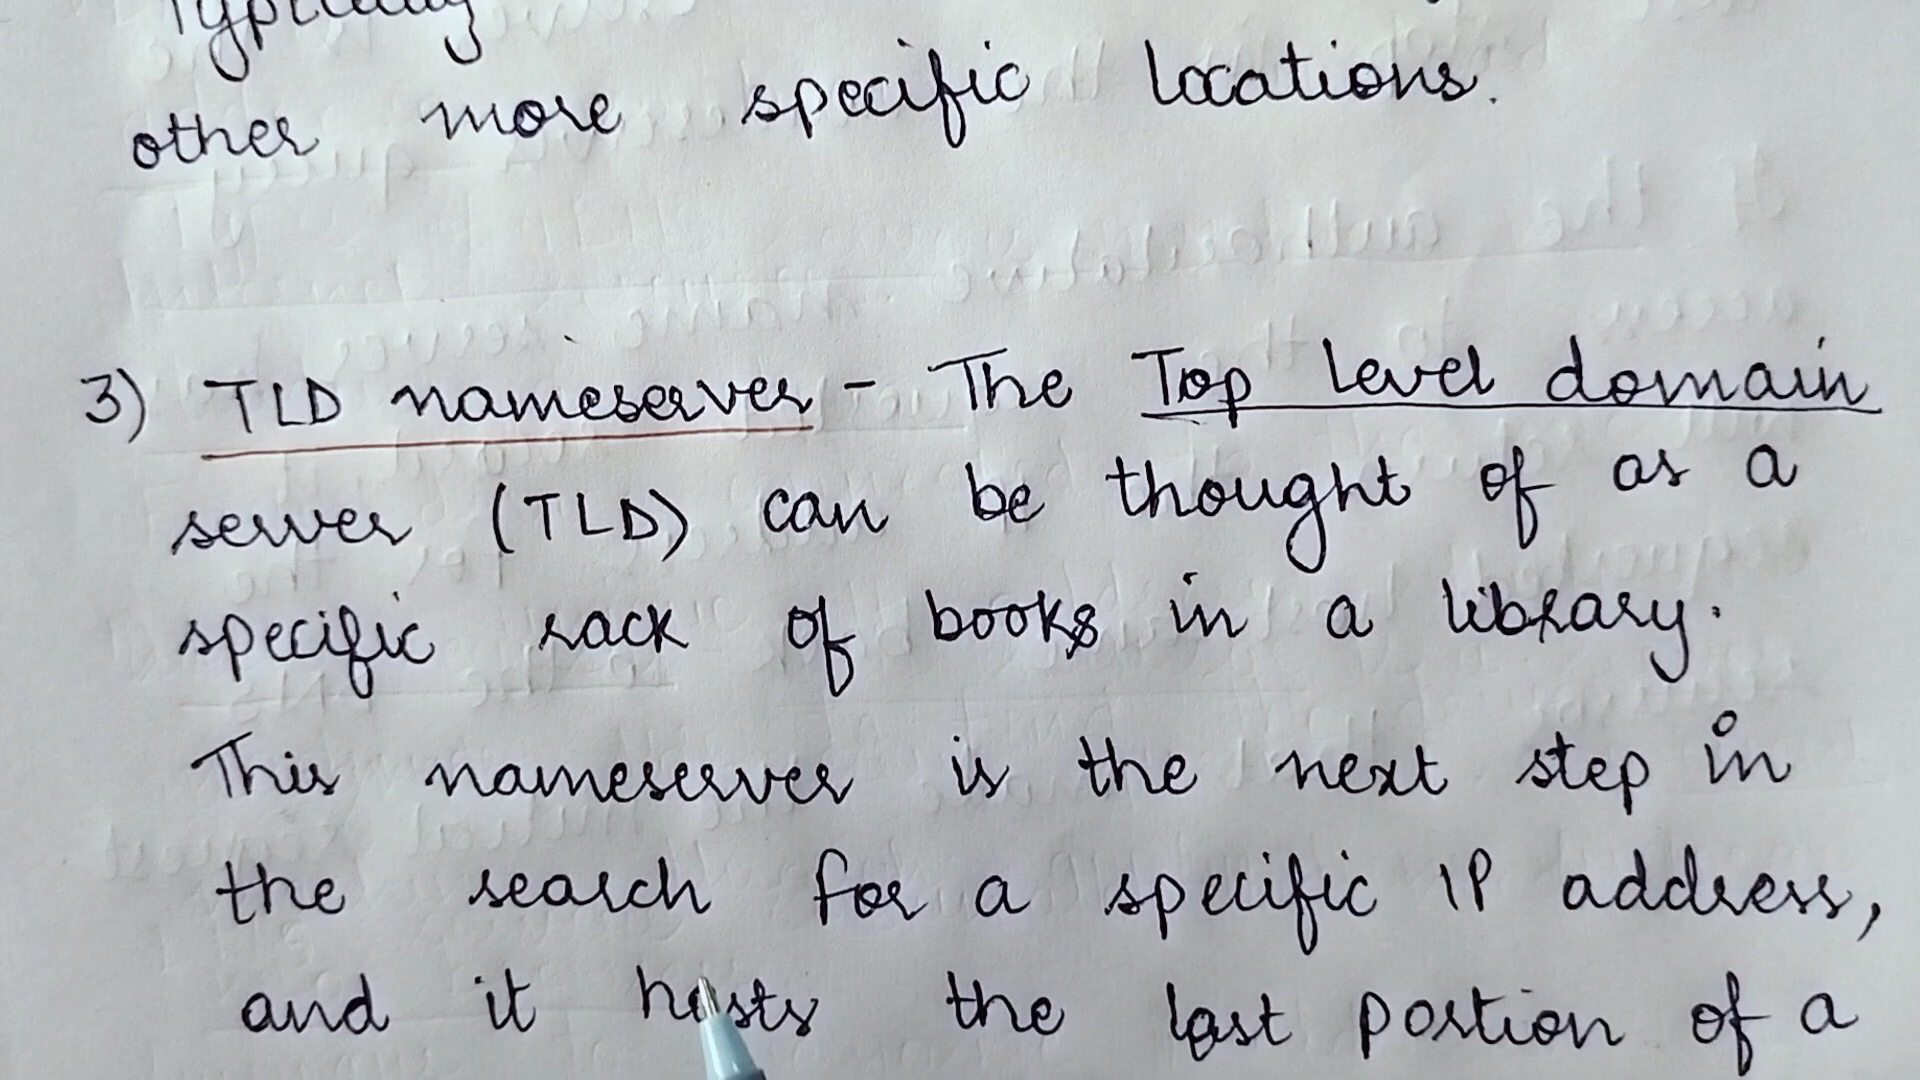 Typically
other more specific locations.
3) TLD nameserver - The Top Level domain
server (TLD) can be thought of as a
specific rack of books in a library.
This nameserver is the next step in
the search for a specific IP address,
and it hosts the last portion of a